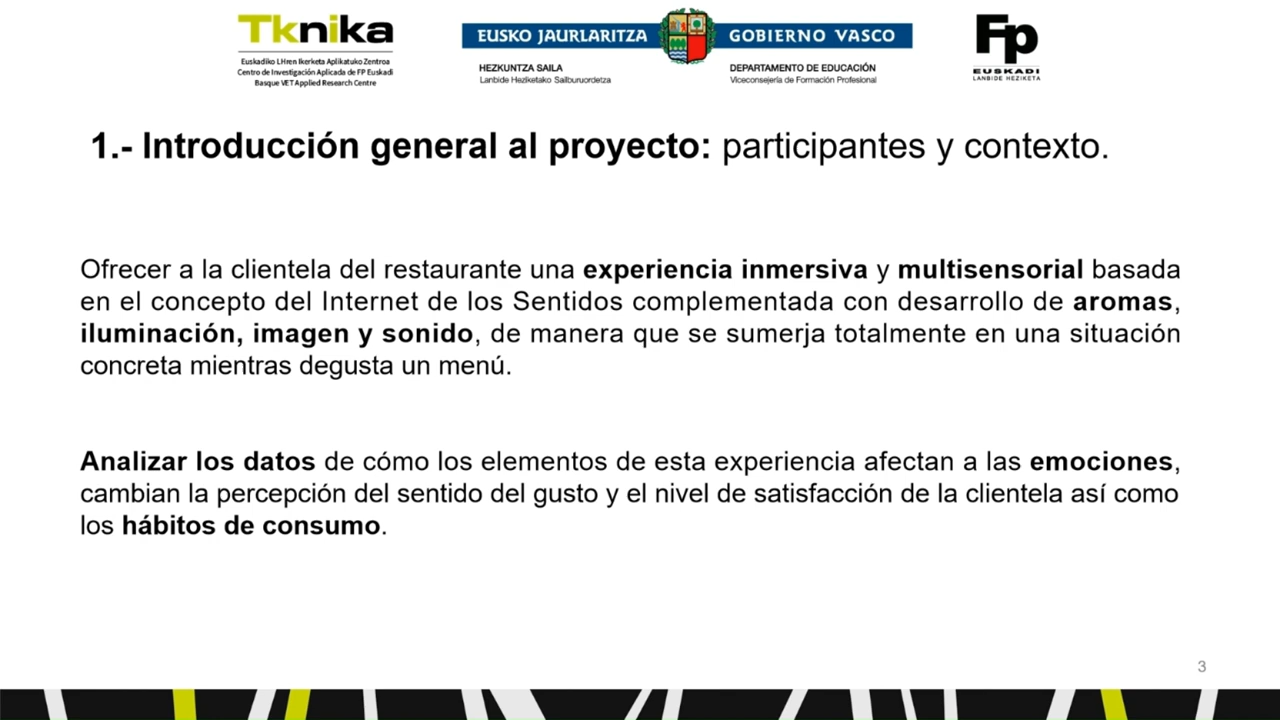 Tknika
Euskadiko LHren Ikerketa Aplikatuko Zentroa
Centro de Investigación Aplicada de FP Euskadi
Basque VET Applied Research Centre
EUSKO JAURLARITZA
GOBIERNO VASCO
HEZKUNTZA SAILA
Lanbide Heziketako Sailburuordetza
DEPARTAMENTO DE EDUCACIÓN
Viceconsejería de Formación Profesional
Fp
EUSKADI
LANBIDE HEZIKETA
1.- Introducción general al proyecto: participantes y contexto.
Ofrecer a la clientela del restaurante una experiencia inmersiva y multisensorial basada
en el concepto del Internet de los Sentidos complementada con desarrollo de aromas,
iluminación, imagen y sonido, de manera que se sumerja totalmente en una situación
concreta mientras degusta un menú.
Analizar los datos de cómo los elementos de esta experiencia afectan a las emociones,
cambian la percepción del sentido del gusto y el nivel de satisfacción de la clientela así como
los hábitos de consumo.
3